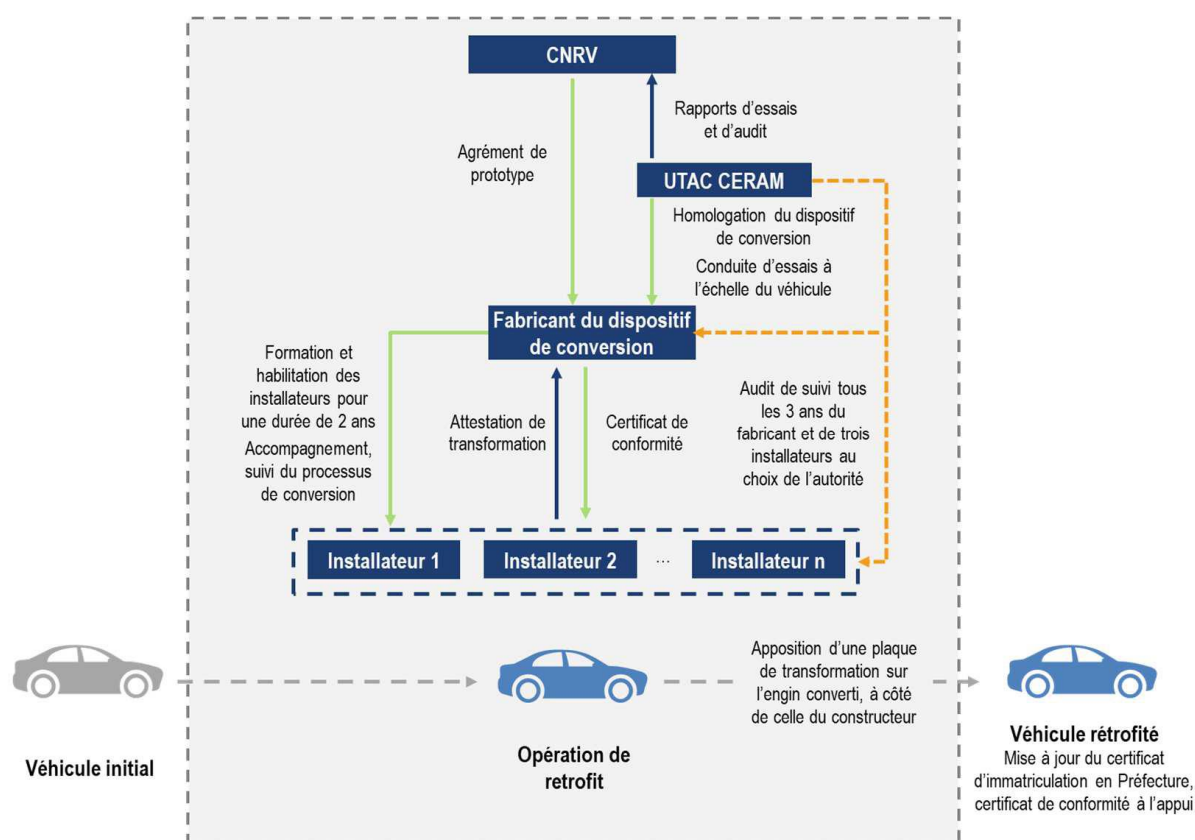 CNRV
Rapports d’essais
et d’audit
Agrément de
prototype
UTAC CERAM
Homologation du dispositif
de conversion
Conduite d’essais à
l’échelle du véhicule
Fabricant du dispositif
de conversion
Formation et
habilitation des
installateurs pour
une durée de 2 ans
Accompagnement,
suivi du processus
de conversion
Attestation de
transformation
Certificat de
conformité
Audit de suivi tous
les 3 ans du
fabricant et de trois
installateurs au
choix de l’autorité
Installateur 1
Installateur 2
...
Installateur n
Apposition d’une plaque
de transformation sur
l’engin converti, à côté
de celle du constructeur
Véhicule initial
Opération de
retrofit
Véhicule rétrofité
Mise à jour du certificat
d’immatriculation en Préfecture,
certificat de conformité à l’appui